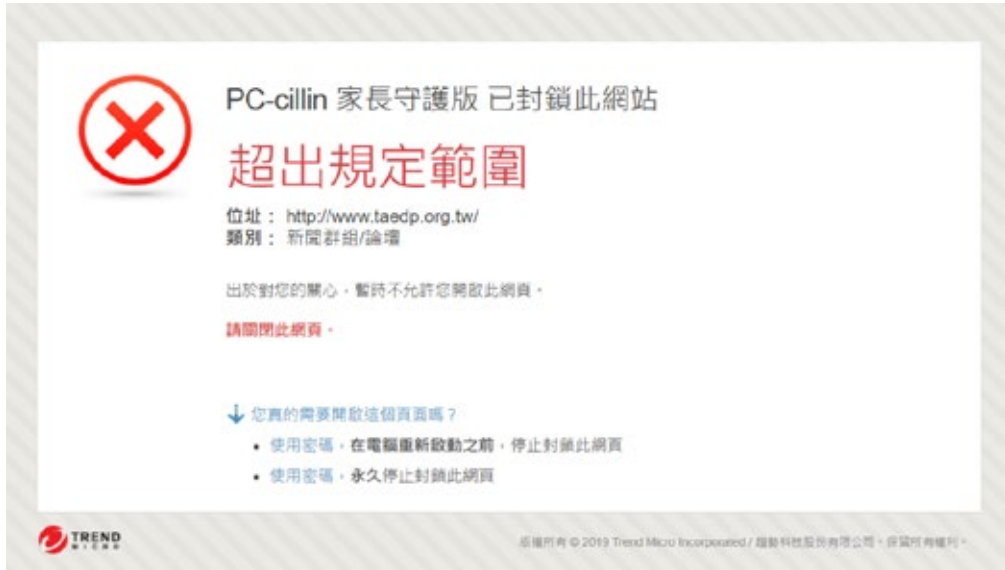 PC-cillin 家長守護版 已封鎖此網站
超出規定範圍
位址： http://www.taedp.org.tw/
類別： 新聞群組/論壇
出於對您的關心，暫時不允許您開啟此網頁。
請關閉此網頁。
您真的需要開啟這個頁面嗎？
使用密碼，在電腦重新啟動之前，停止封鎖此網頁
使用密碼，永久停止封鎖此網頁
TREND
MICRO
版權所有 © 2019 Trend Micro Incorporated / 趨勢科技股份有限公司。保留所有權利。